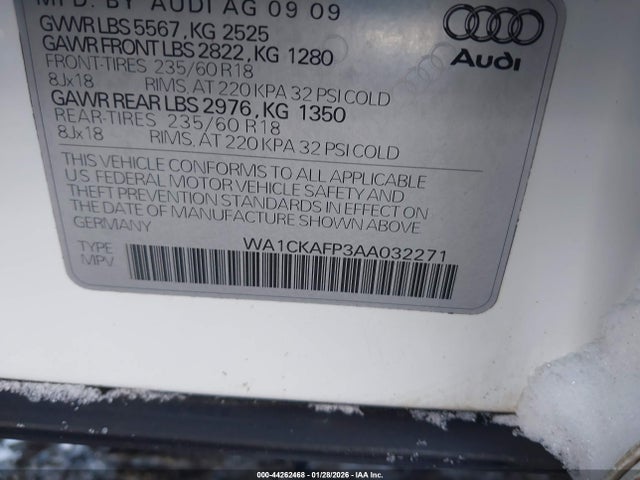 MFD. BY AUDI AG 09 09
GVWR LBS 5567, KG 2525
GAWR FRONT LBS 2822, KG 1280
FRONT-TIRES 235/60 R18
8Jx18 RIMS, AT 220 KPA 32 PSI COLD
GAWR REAR LBS 2976, KG 1350
REAR-TIRES 235/60 R18
8Jx18 RIMS, AT 220 KPA 32 PSI COLD
THIS VEHICLE CONFORMS TO ALL APPLICABLE
U.S. FEDERAL MOTOR VEHICLE SAFETY AND
THEFT PREVENTION STANDARDS IN EFFECT ON
THE DATE OF MANUFACTURE SHOWN ABOVE
GERMANY
TYPE WA1CKAFP3AA032271
MPV
Audi
000-44262468 - 01/28/2026 - IAA Inc.